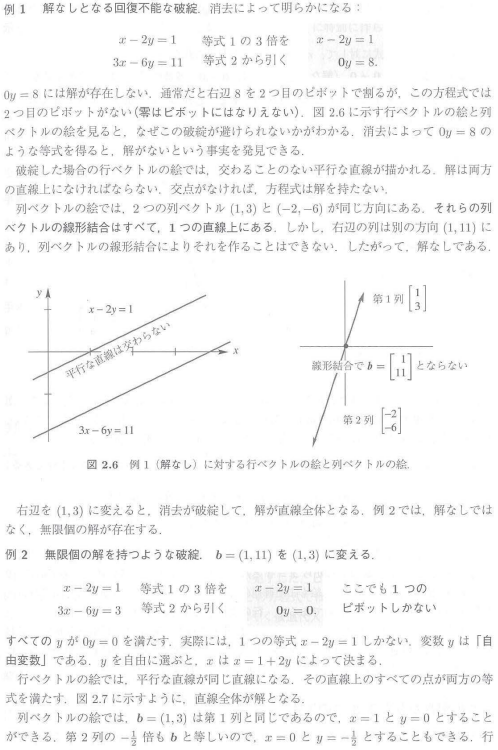 例 1 解なしとなる回復不能な破綻．消去によって明らかになる：
x − 2y = 1 等式 1 の 3 倍を x − 2y = 1
3x − 6y = 11 等式 2 から引く 0y = 8.
0y = 8 には解が存在しない．通常だと右辺 8 を 2 つ目のピボットで割るが，この方程式では
2 つ目のピボットがない（零はピボットにはなりえない）．図 2.6 に示す行ベクトルの絵と列
ベクトルの絵を見ると，なぜこの破綻が避けられないかがわかる．消去によって 0y = 8 の
ような等式を得ると，解がないという事実を発見できる．
破綻した場合の行ベクトルの絵では，交わることのない平行な直線が描かれる．解は両方
の直線上になければならない．交点がなければ，方程式は解を持たない．
列ベクトルの絵では，2 つの列ベクトル (1, 3) と (−2, −6) が同じ方向にある．それらの列
ベクトルの線形結合はすべて，1 つの直線上にある．しかし，右辺の列は別の方向 (1, 11) に
あり，列ベクトルの線形結合によりそれを作ることはできない．したがって，解なしである．
y
x − 2y = 1
平行な直線は交わらない
x
3x − 6y = 11
第 1 列 [1 3]
線形結合で b = [1 11] とならない
第 2 列 [−2 −6]
図 2.6 例 1（解なし）に対する行ベクトルの絵と列ベクトルの絵．
右辺を (1, 3) に変えると，消去が破綻して，解が直線全体となる．例 2 では，解なしでは
なく，無限個の解が存在する．
例 2 無限個の解を持つような破綻．b = (1, 11) を (1, 3) に変える．
x − 2y = 1 等式 1 の 3 倍を x − 2y = 1 ここでも 1 つの
3x − 6y = 3 等式 2 から引く 0y = 0. ピボットしかない
すべての y が 0y = 0 を満たす．実際には，1 つの等式 x − 2y = 1 しかない．変数 y は「自
由変数」である．y を自由に選ぶと，x は x = 1 + 2y によって決まる．
行ベクトルの絵では，平行な直線が同じ直線になる．その直線上のすべての点が両方の等
式を満たす．図 2.7 に示すように，直線全体が解となる．
列ベクトルの絵では，b = (1, 3) は第 1 列と同じであるので，x = 1 と y = 0 とすること
ができる．第 2 列の −½ 倍も b と等しいので，x = 0 と y = −½ とすることもできる．行